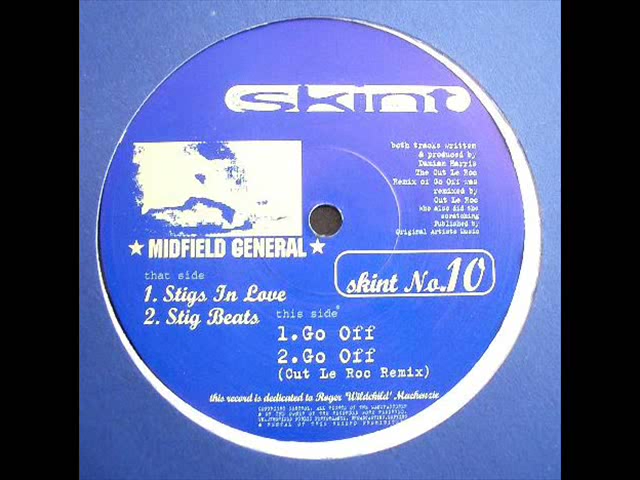 skint
both tracks written
& produced by
Damian Harris
The Cut Le Roc
Remix of Go Off was
remixed by
Cut Le Roc
who also did the
scratching
Published by
Original Artists Music
★ MIDFIELD GENERAL ★
skint No.10
that side
1. Stigs In Love
2. Stig Beats
this side
1.Go Off
2.Go Off
(Cut Le Roc Remix)
this record is dedicated to Roger 'Wildchild' Mackenzie